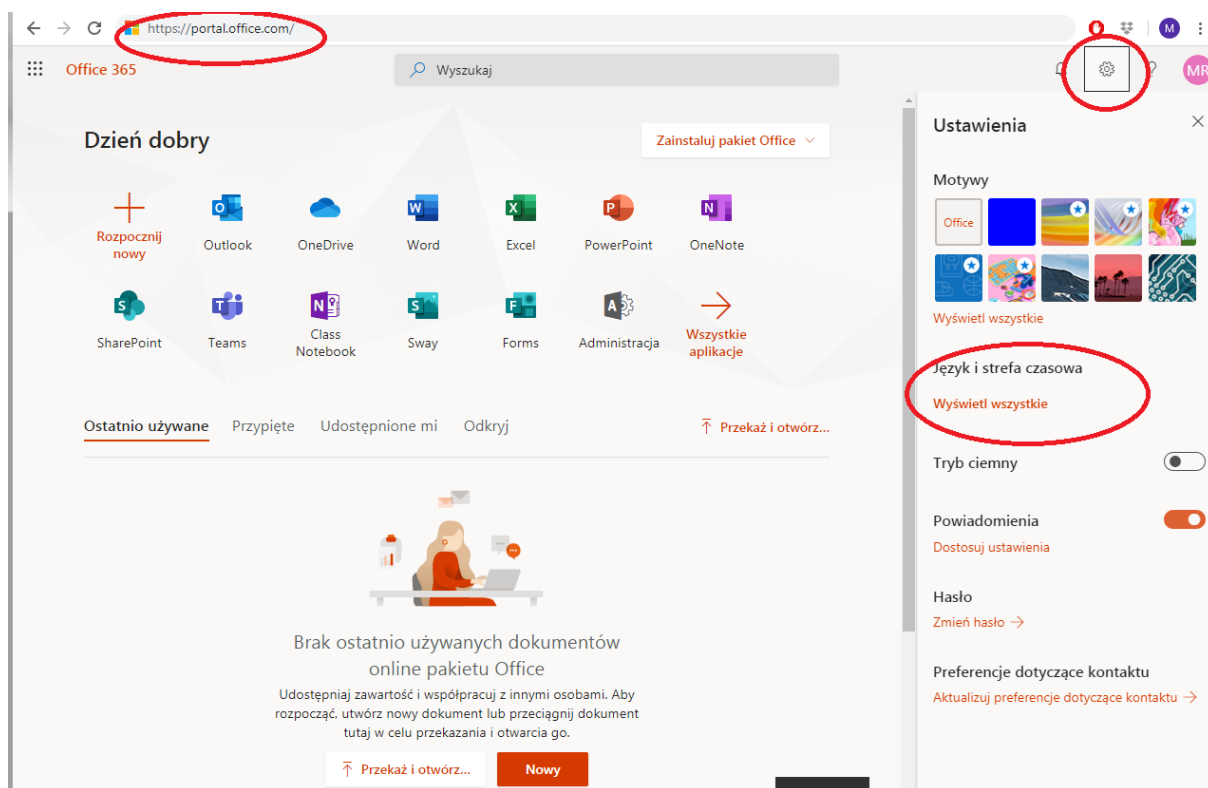 https://portal.office.com/
M
Office 365
Wyszukaj
?
MR
Dzień dobry
Zainstaluj pakiet Office
Rozpocznij
nowy
Outlook
OneDrive
Word
Excel
PowerPoint
OneNote
SharePoint
Teams
Class
Notebook
Sway
Forms
Administracja
Wszystkie
aplikacje
Ostatnio używane
Przypięte
Udostępnione mi
Odkryj
Przekaż i otwórz...
Brak ostatnio używanych dokumentów
online pakietu Office
Udostępniaj zawartość i współpracuj z innymi osobami. Aby
rozpocząć, utwórz nowy dokument lub przeciągnij dokument
tutaj w celu przekazania i otwarcia go.
Przekaż i otwórz...
Nowy
Ustawienia
Motywy
Office
Wyświetl wszystkie
Język i strefa czasowa
Wyświetl wszystkie
Tryb ciemny
Powiadomienia
Dostosuj ustawienia
Hasło
Zmień hasło →
Preferencje dotyczące kontaktu
Aktualizuj preferencje dotyczące kontaktu →